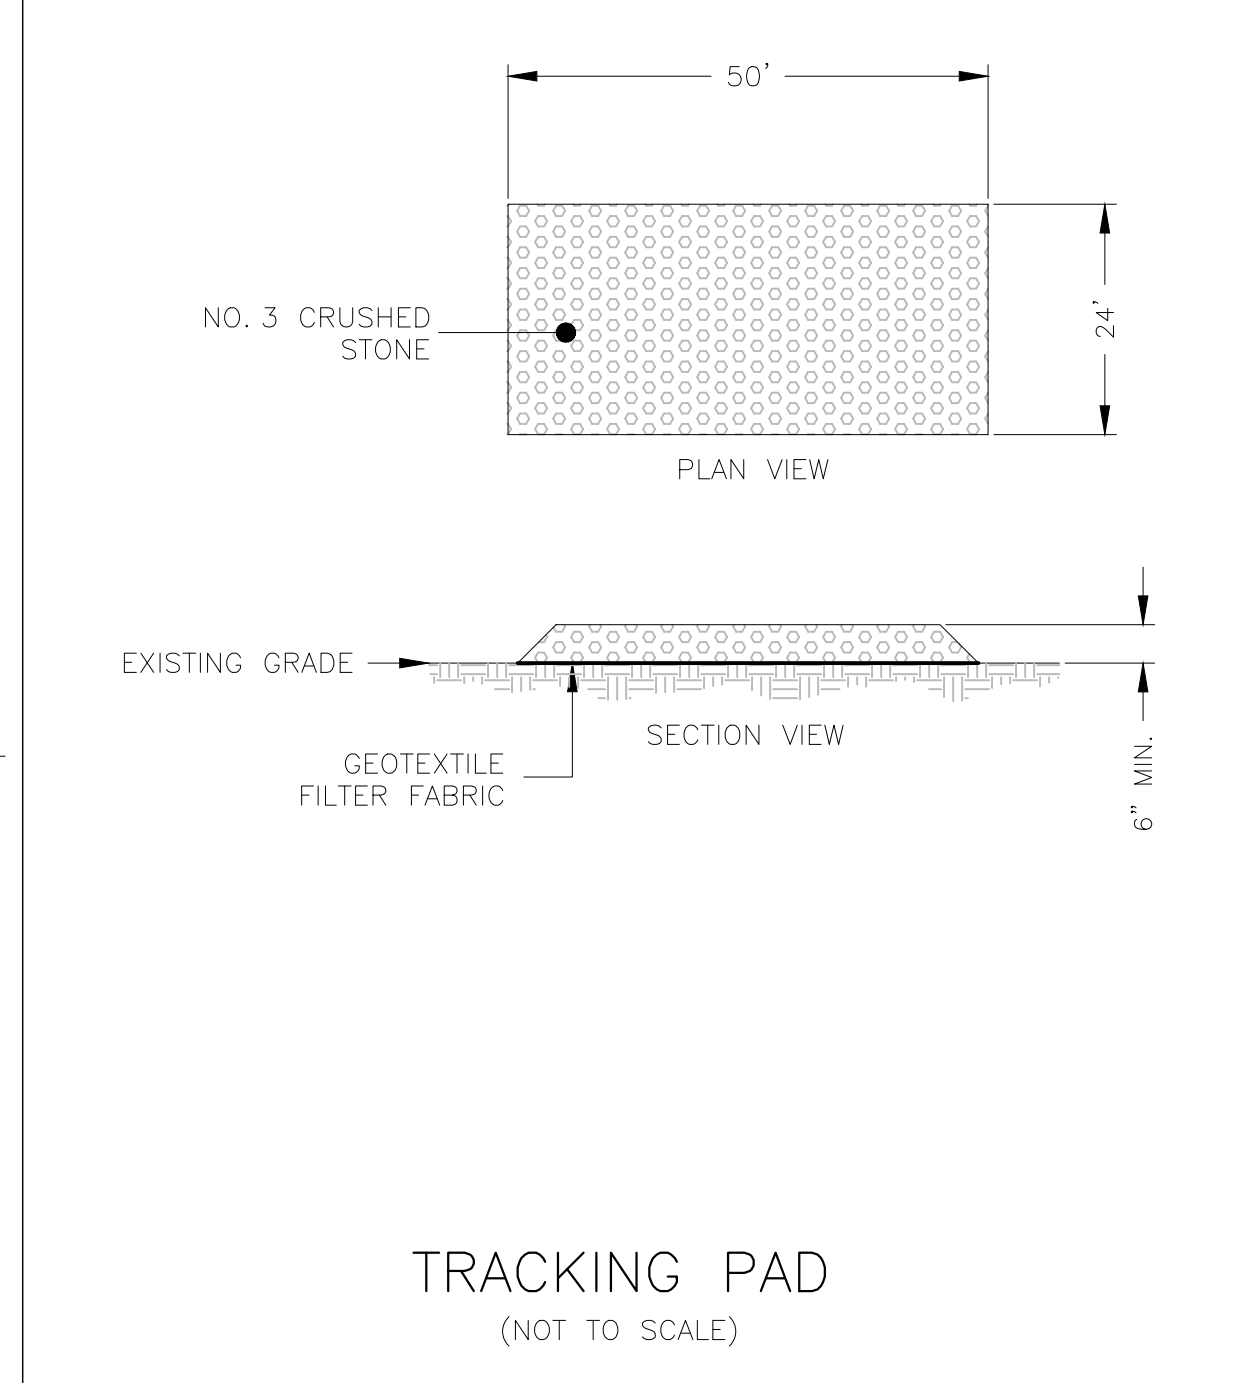 50'
NO. 3 CRUSHED
STONE
24'
PLAN VIEW
EXISTING GRADE
SECTION VIEW
GEOTEXTILE
FILTER FABRIC
6" MIN.
TRACKING PAD
(NOT TO SCALE)